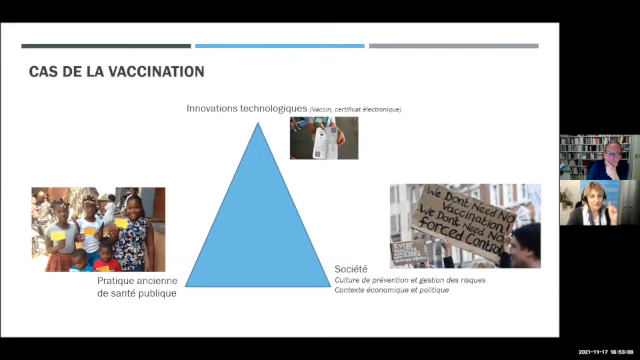 CAS DE LA VACCINATION
Innovations technologiques (Vaccin, certificat électronique)
We Dont Need No
Vaccination!
We Dont Need No
forced Control
EVERY
Pratique ancienne
de santé publique
Société
Culture de prévention et gestion des risques
Contexte économique et politique
2021-11-17 18:53:06